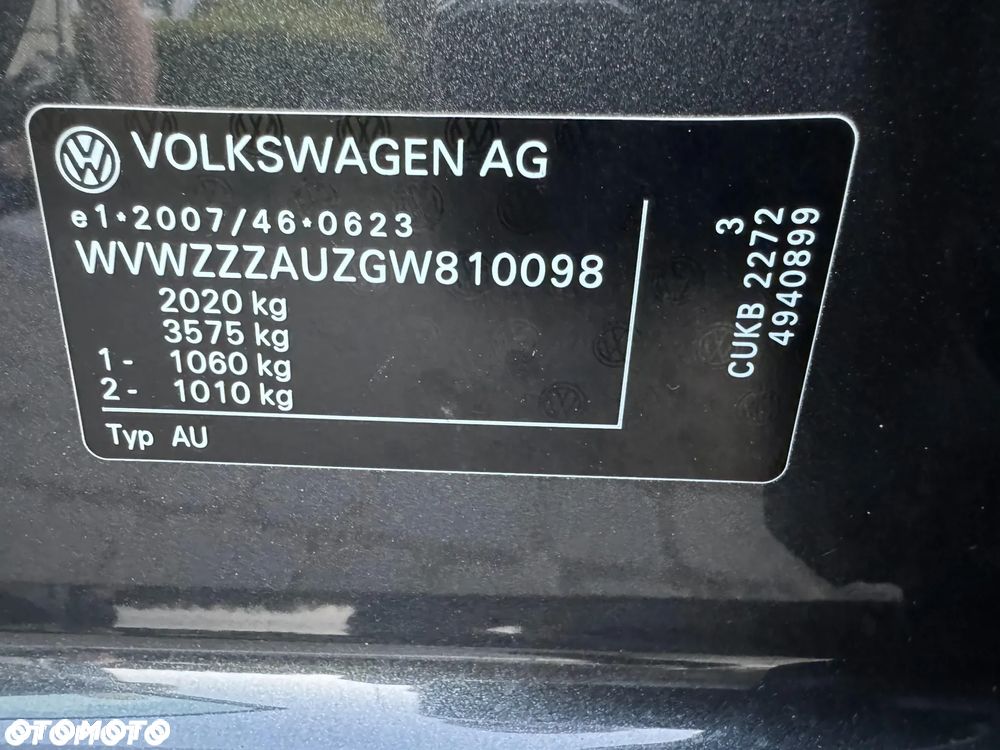 VOLKSWAGEN AG
e1*2007/46*0623
WVWZZZAUZGW810098
2020 kg
3575 kg
1- 1060 kg
2- 1010 kg
Typ AU
3
CUKB 2272
4940899
OTOMOTO